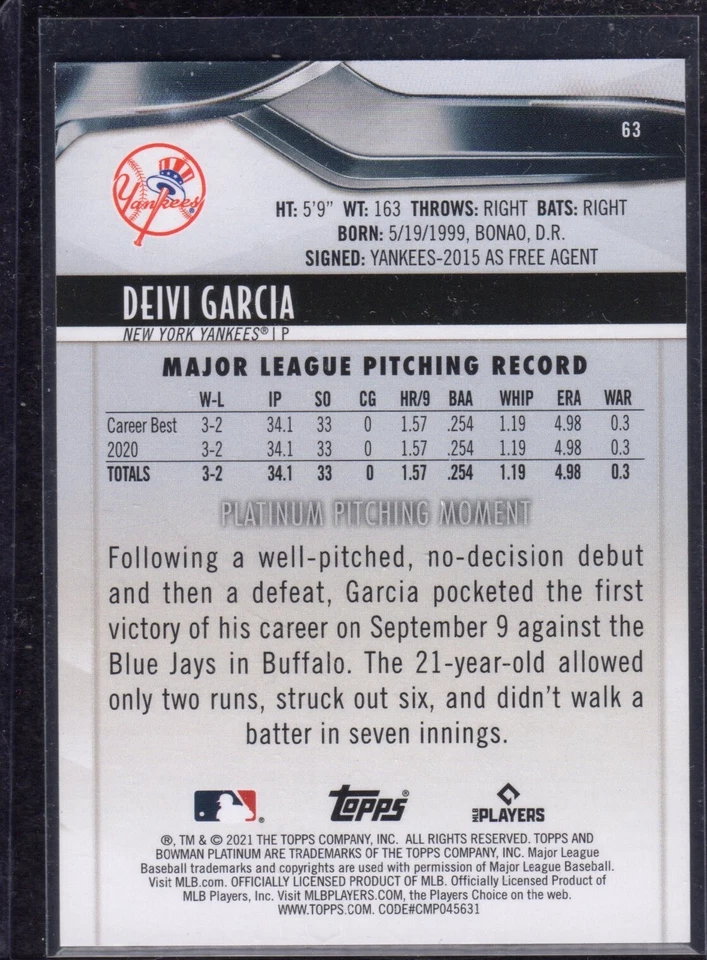 63
Yankees
HT: 5'9" WT: 163 THROWS: RIGHT BATS: RIGHT
BORN: 5/19/1999, BONAO, D.R.
SIGNED: YANKEES-2015 AS FREE AGENT
DEIVI GARCIA
NEW YORK YANKEES® | P
MAJOR LEAGUE PITCHING RECORD
W-L IP SO CG HR/9 BAA WHIP ERA WAR
Career Best 3-2 34.1 33 0 1.57 .254 1.19 4.98 0.3
2020 3-2 34.1 33 0 1.57 .254 1.19 4.98 0.3
TOTALS 3-2 34.1 33 0 1.57 .254 1.19 4.98 0.3
PLATINUM PITCHING MOMENT
Following a well-pitched, no-decision debut
and then a defeat, Garcia pocketed the first
victory of his career on September 9 against the
Blue Jays in Buffalo. The 21-year-old allowed
only two runs, struck out six, and didn't walk a
batter in seven innings.
® Topps® MLB PLAYERS
®, TM & © 2021 THE TOPPS COMPANY, INC. ALL RIGHTS RESERVED. TOPPS AND
BOWMAN PLATINUM ARE TRADEMARKS OF THE TOPPS COMPANY, INC. Major League
Baseball trademarks and copyrights are used with permission of Major League Baseball.
Visit MLB.com. OFFICIALLY LICENSED PRODUCT OF MLB. Officially Licensed Product of
MLB Players, Inc. Visit MLBPLAYERS.COM, the Players Choice on the web.
WWW.TOPPS.COM. CODE#CMP045631